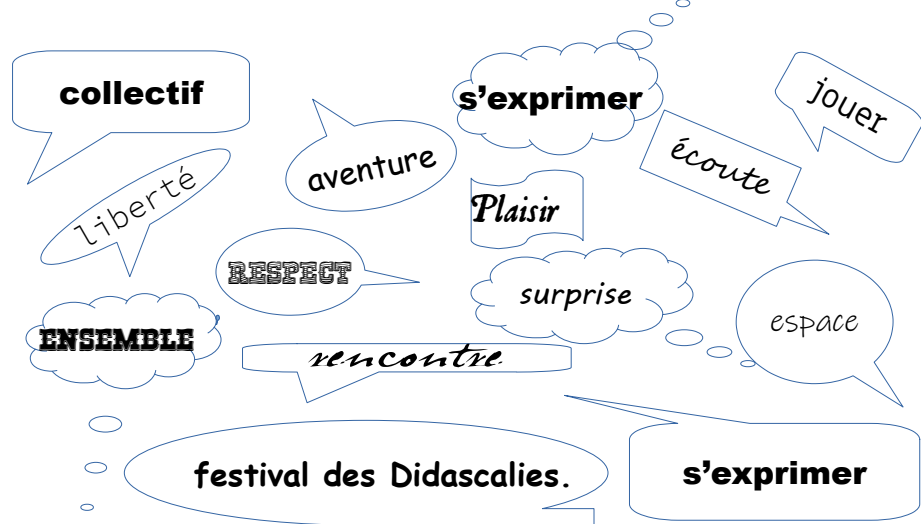 collectif
s’exprimer
jouer
aventure
écoute
liberté
Plaisir
RESPECT
surprise
espace
ENSEMBLE
rencontre
festival des Didascalies.
s’exprimer